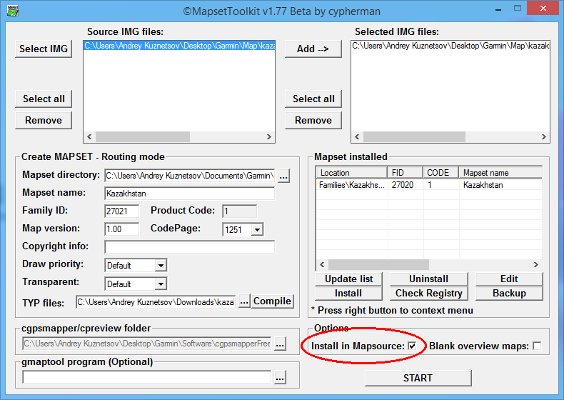 ©MapsetToolkit v1.77 Beta by cypherman
Source IMG files:
Selected IMG files:
Select IMG
C:\Users\Andrey Kuznetsov\Desktop\Garmin\Map\kaza
Add -->
C:\Users\Andrey Kuznetsov\Desktop\Garmin\Map\kaza
Select all
Select all
Remove
Remove
Create MAPSET - Routing mode
Mapset directory:
C:\Users\Andrey Kuznetsov\Documents\Garmin\
...
Mapset name:
Kazakhstan
Family ID:
27021
Product Code:
1
Map version:
1.00
CodePage:
1251
Copyright info:
Draw priority:
Default
Transparent:
Default
TYP files:
C:\Users\Andrey Kuznetsov\Downloads\kaza
...
Compile
Mapset installed
Location FID CODE Mapset name
Families\Kazakhs... 27020 1 Kazakhstan
Update list
Uninstall
Edit
Install
Check Registry
Backup
* Press right button to context menu
cgpsmapper/cpreview folder
C:\Users\Andrey Kuznetsov\Desktop\Garmin\Software\cgpsmapperFree
...
Options
Install in Mapsource:
Blank overview maps:
gmaptool program (Optional)
...
START